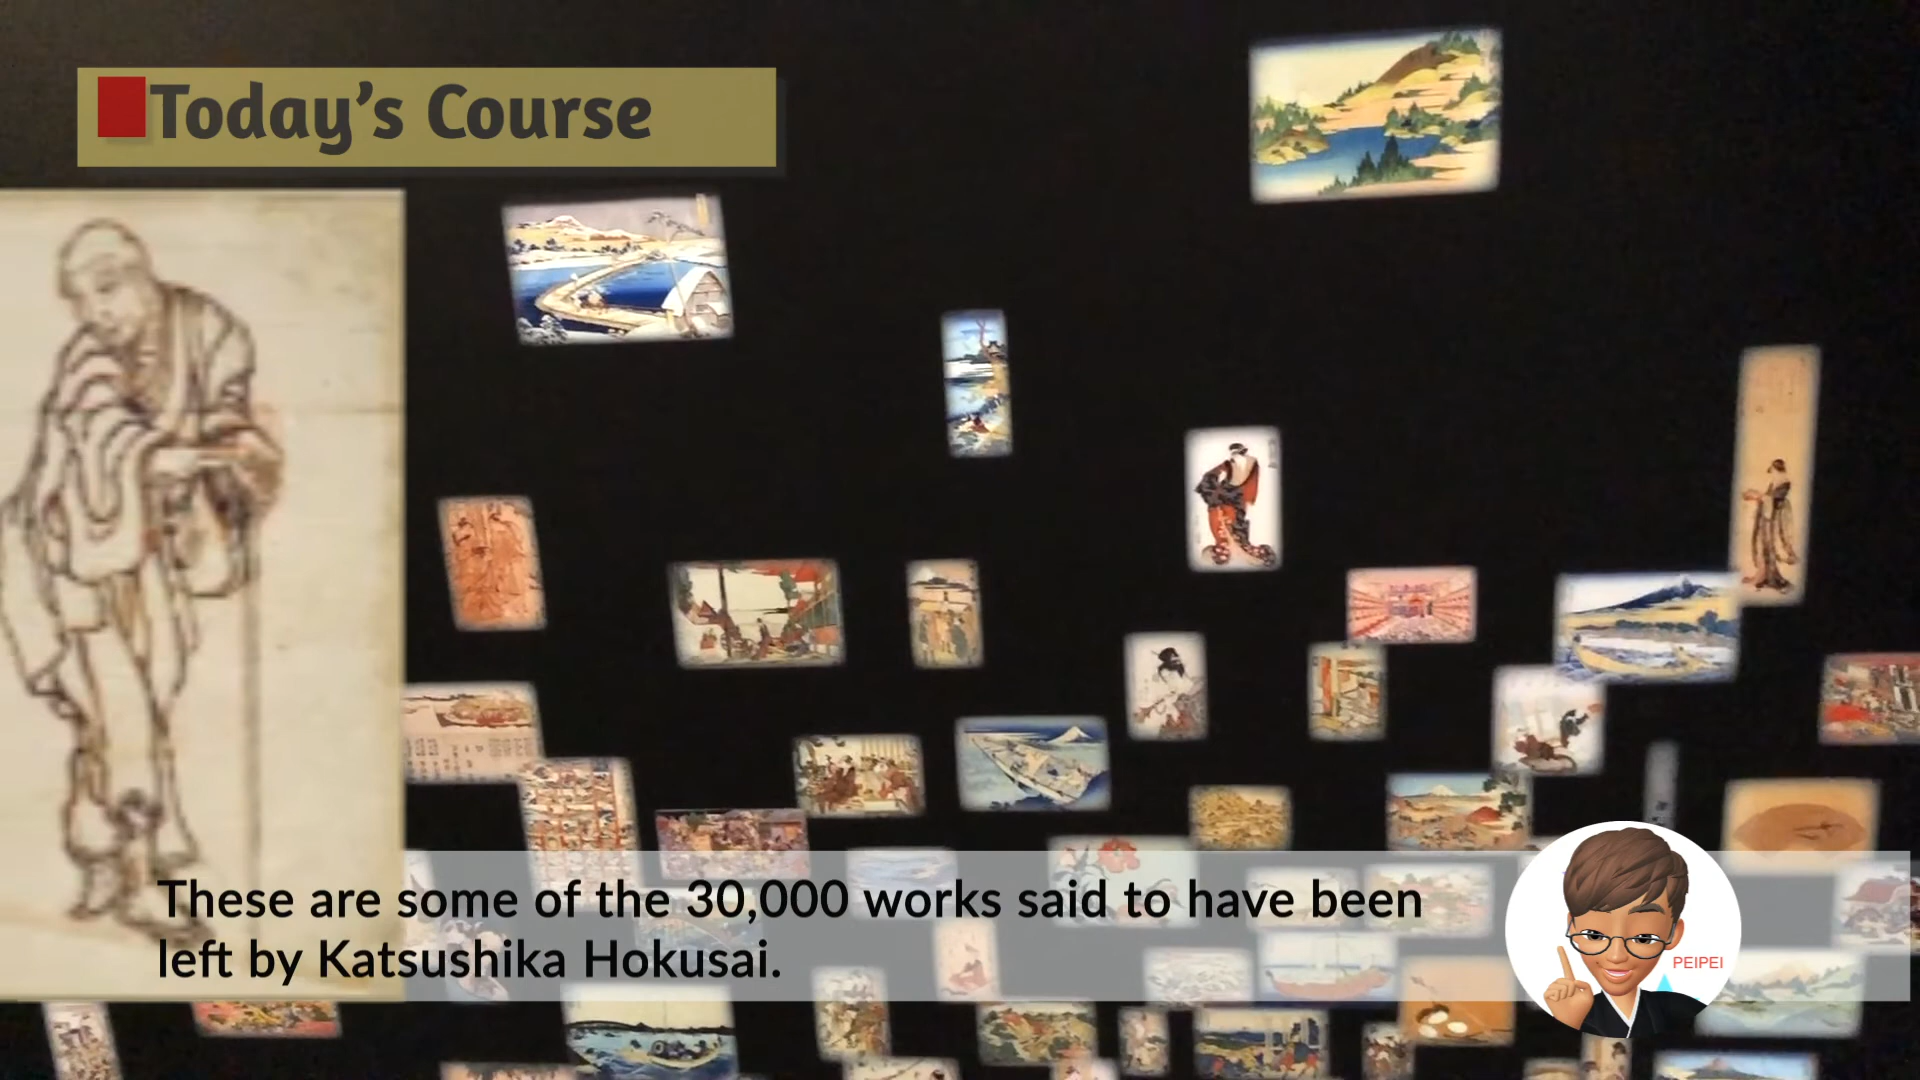 Today's Course
These are some of the 30,000 works said to have been
left by Katsushika Hokusai.
PEIPEI